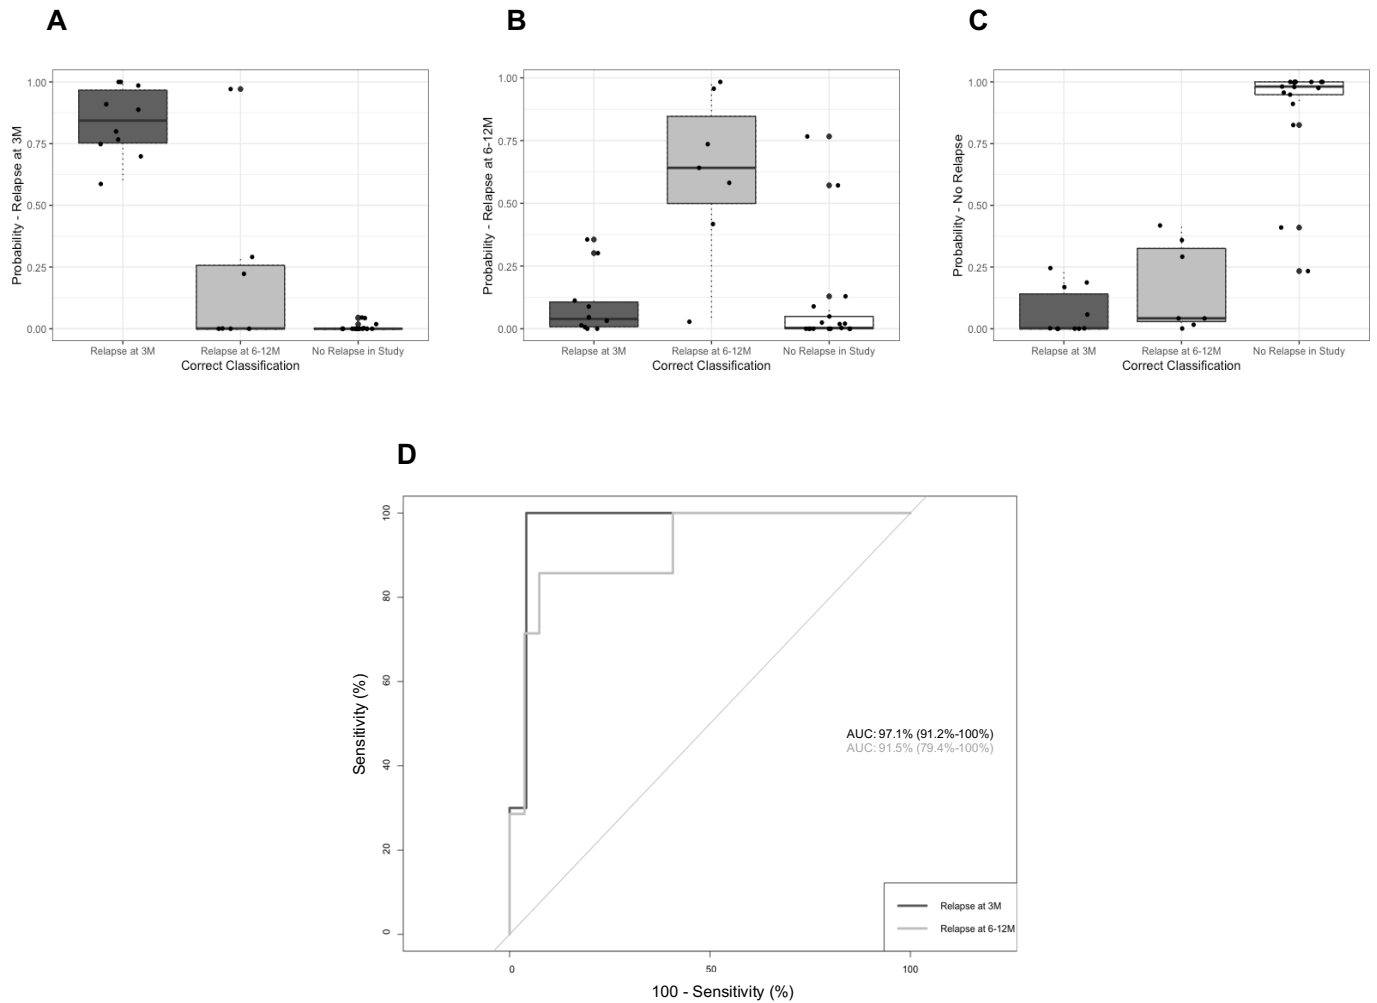 A
B
C
Probability - Relapse at 3M
1.00
0.75
0.50
0.25
0.00
Relapse at 3M
Relapse at 6-12M
No Relapse in Study
Correct Classification
Probability - Relapse at 6-12M
1.00
0.75
0.50
0.25
0.00
Relapse at 3M
Relapse at 6-12M
No Relapse in Study
Correct Classification
Probability - No Relapse
1.00
0.75
0.50
0.25
0.00
Relapse at 3M
Relapse at 6-12M
No Relapse in Study
Correct Classification
D
Sensitivity (%)
100
80
60
40
20
0
AUC: 97.1% (91.2%-100%)
AUC: 91.5% (79.4%-100%)
Relapse at 3M
Relapse at 6-12M
0
50
100
100 - Sensitivity (%)